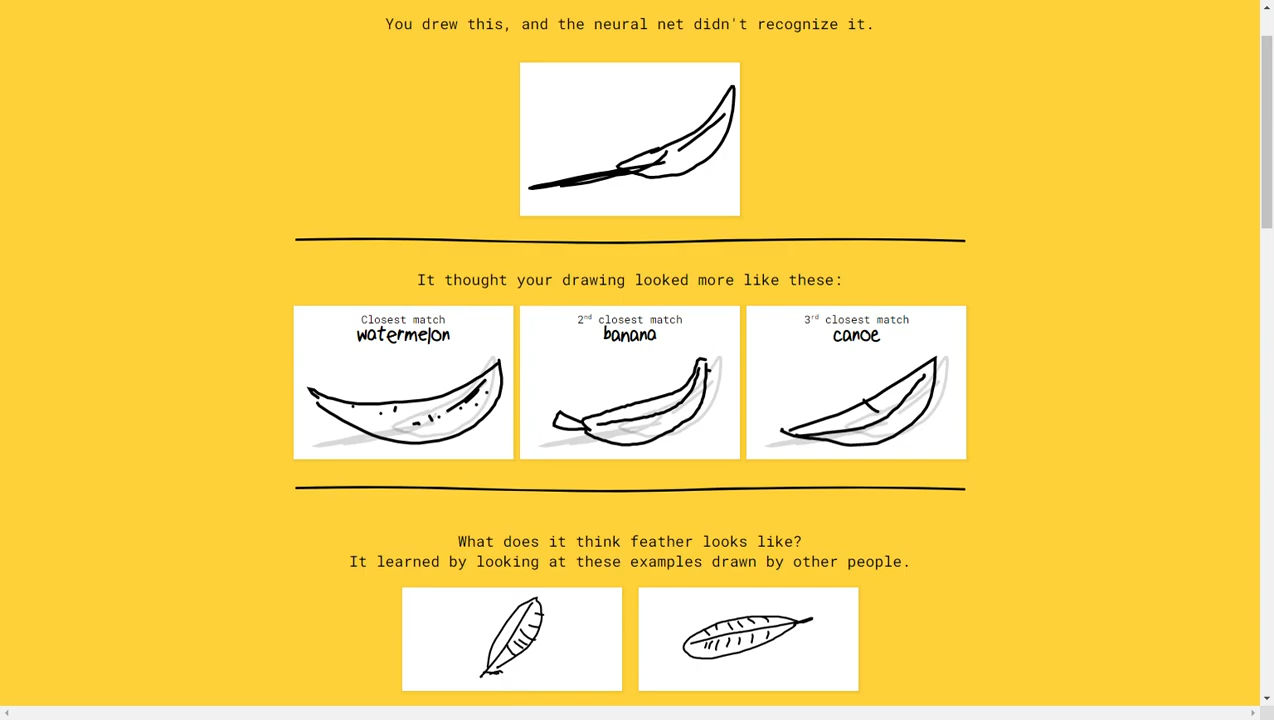 You drew this, and the neural net didn't recognize it.
It thought your drawing looked more like these:
Closest match
watermelon
2nd closest match
banana
3rd closest match
canoe
What does it think feather looks like?
It learned by looking at these examples drawn by other people.